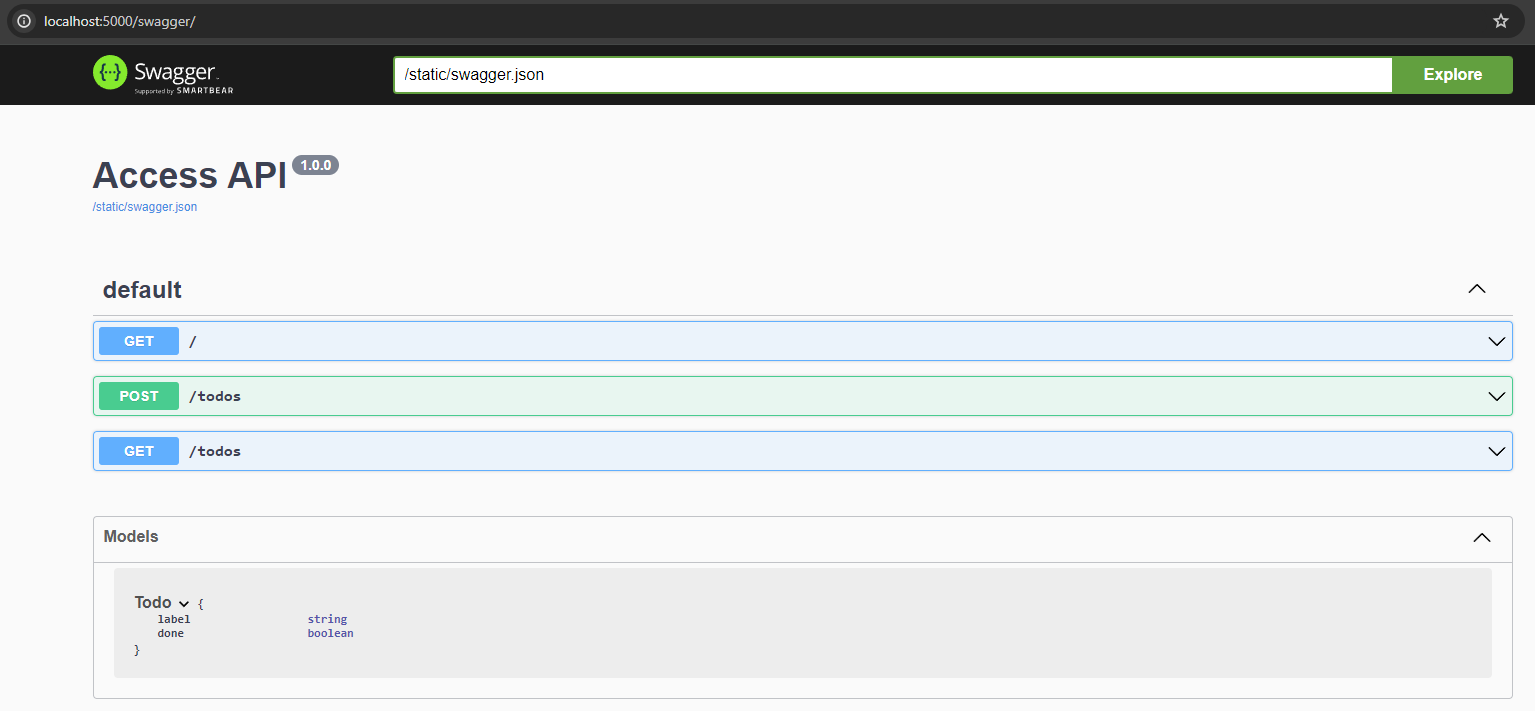 localhost:5000/swagger/
Swagger.
Supported by SMARTBEAR
/static/swagger.json
Explore
Access API 1.0.0
/static/swagger.json
default
GET /
POST /todos
GET /todos
Models
Todo {
label string
done boolean
}